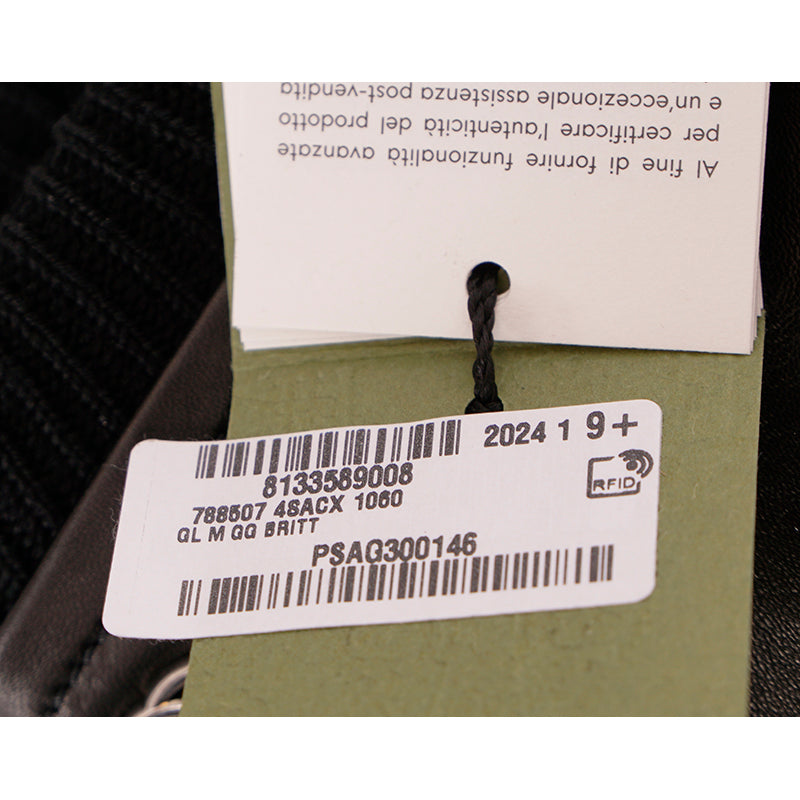 Al fine di fornire funzionalità avanzate
per certificare l'autenticità del prodotto
e un'eccezionale assistenza post-vendita
2024 1 9+
8133589008
RFID
788507 4SACX 1060
GL M GG BRITT
PSAG300146